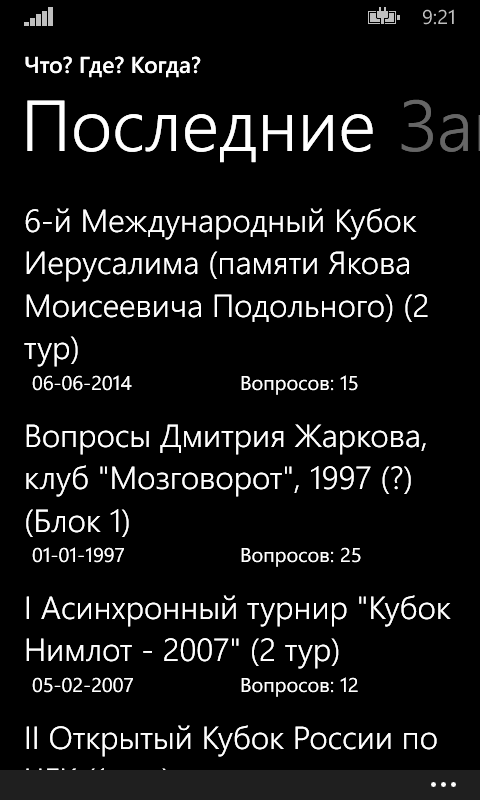 9:21
Что? Где? Когда?
Последние За
6-й Международный Кубок
Иерусалима (памяти Якова
Моисеевича Подольного) (2
тур)
06-06-2014 Вопросов: 15
Вопросы Дмитрия Жаркова,
клуб "Мозговорот", 1997 (?)
(Блок 1)
01-01-1997 Вопросов: 25
I Асинхронный турнир "Кубок
Нимлот - 2007" (2 тур)
05-02-2007 Вопросов: 12
II Открытый Кубок России по